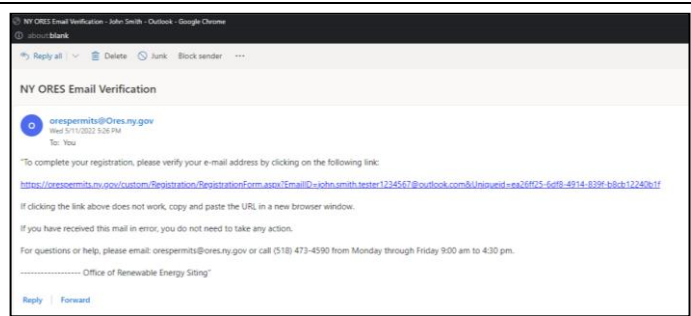 NY ORES Email Verification - John Smith - Outlook - Google Chrome
about:blank
Reply all Delete Junk Block sender ...
NY ORES Email Verification
O
orespermits@Ores.ny.gov
Wed 5/11/2022 5:26 PM
To: You
"To complete your registration, please verify your e-mail address by clicking on the following link:
https://orespermits.ny.gov/custom/Registration/RegistrationForm.aspx?EmailID=john.smith.tester1234567@outlook.com&Uniqueid=ea26ff25-6df8-4914-839f-b8cb12240b1f
If clicking the link above does not work, copy and paste the URL in a new browser window.
If you have received this mail in error, you do not need to take any action.
For questions or help, please email: orespermits@ores.ny.gov or call (518) 473-4590 from Monday through Friday 9:00 am to 4:30 pm.
------------------ Office of Renewable Energy Siting"
Reply Forward